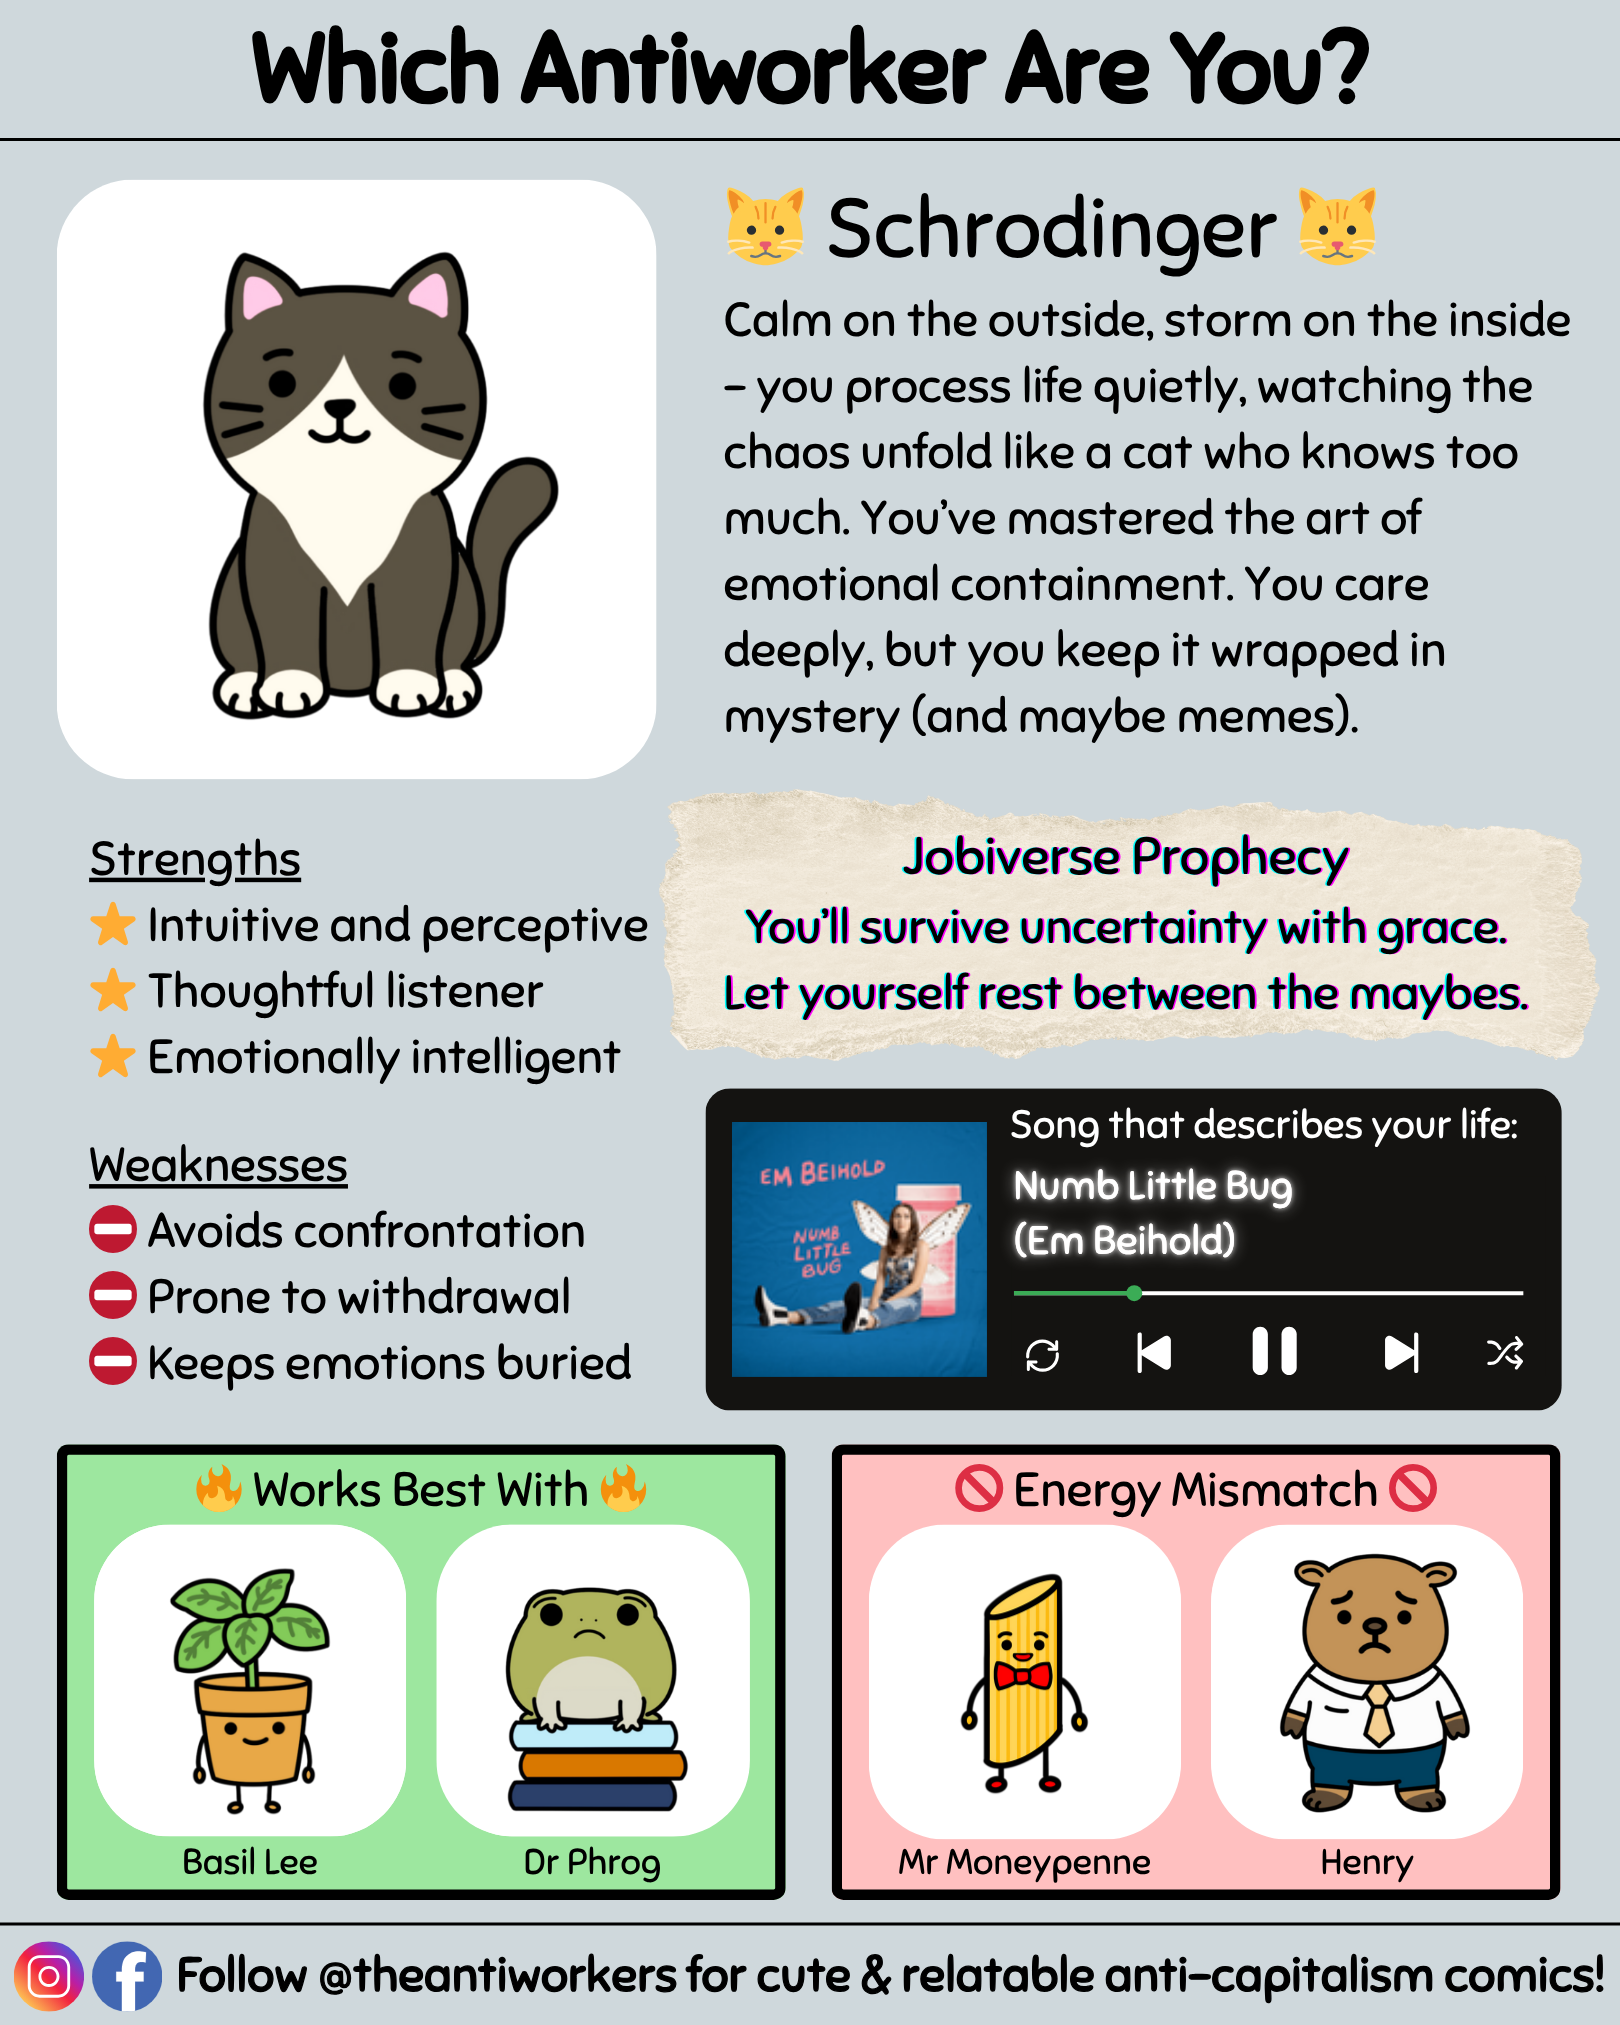 Which Antiworker Are You?
Schrodinger
Calm on the outside, storm on the inside
– you process life quietly, watching the
chaos unfold like a cat who knows too
much. You've mastered the art of
emotional containment. You care
deeply, but you keep it wrapped in
mystery (and maybe memes).
Strengths
Intuitive and perceptive
Thoughtful listener
Emotionally intelligent
Weaknesses
Avoids confrontation
Prone to withdrawal
Keeps emotions buried
Jobiverse Prophecy
You'll survive uncertainty with grace.
Let yourself rest between the maybes.
EM BEIHOLD
NUMB
LITTLE
BUG
Song that describes your life:
Numb Little Bug
(Em Beihold)
Works Best With
Basil Lee
Dr Phrog
Energy Mismatch
Mr Moneypenne
Henry
Follow @theantiworkers for cute & relatable anti-capitalism comics!